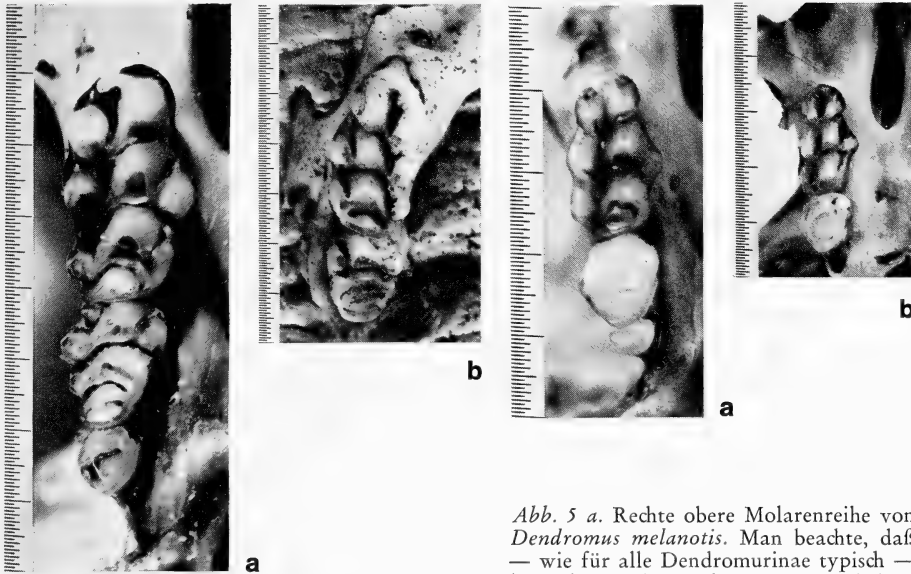 b
b
a
a
Abb. 5 a. Rechte obere Molarenreihe von
Dendromus melanotis. Man beachte, daß
— wie für alle Dendromurinae typisch —